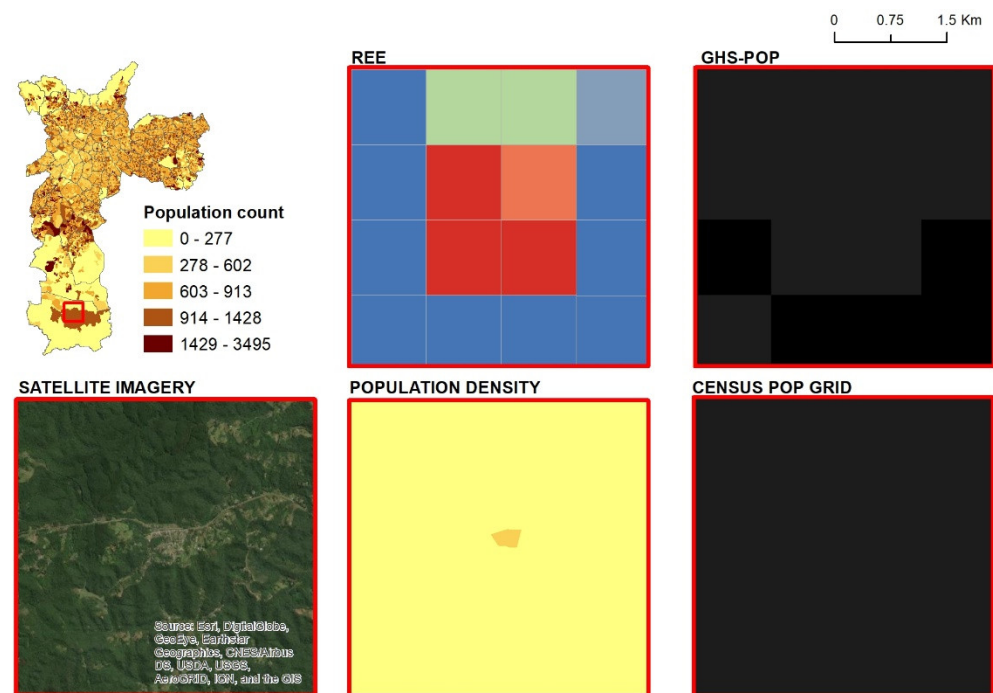 0 0.75 1.5 Km
REE
GHS-POP
Population count
0 - 277
278 - 602
603 - 913
914 - 1428
1429 - 3495
SATELLITE IMAGERY
POPULATION DENSITY
CENSUS POP GRID
Source: Esri, DigitalGlobe,
GeoEye, Earthstar
Geographics, CNES/Airbus
DS, USDA, USGS,
AeroGRID, IGN, and the GIS